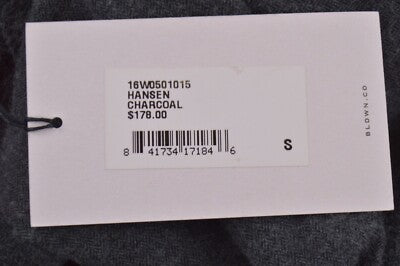 16W0501015
HANSEN
CHARCOAL
$178.00
8 41734 17184 6
S
BLDWN.CO